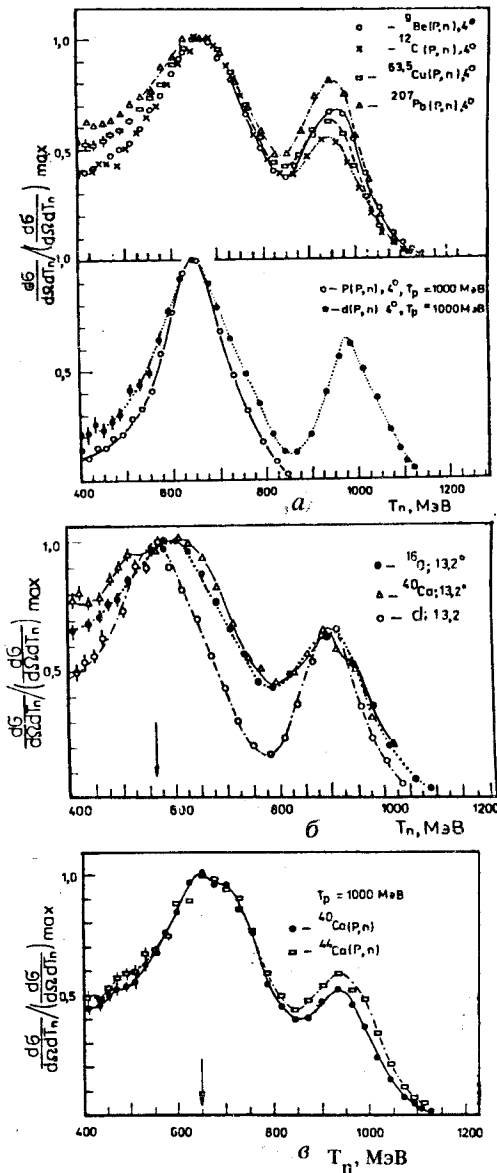 1,0
0,5
dσ/dΩdTn/(dσ/dΩdTn) max
o – ⁹Be(P,n),4°
x – ¹²C(P,n),4°
□ – ⁶³,⁵Cu(P,n),4°
△ – ²⁰⁷Pb(P,n),4°
1,0
0,5
o – P(P,n),4°, Tp = 1000 МэВ
● – d(P,n) 4°, Tp = 1000 МэВ
400 600 800 1000 1200
а
Tn, МэВ
1,0
0,5
dσ/dΩdTn/(dσ/dΩdTn) max
● – ¹⁶O; 13,2°
△ – ⁴⁰Ca; 13,2°
o – d; 13,2
400 600 800 1000 1200
б
Tn, МэВ
1,0
0,5
dσ/dΩdTn/(dσ/dΩdTn) max
Tp = 1000 МэВ
● – ⁴⁰Ca(P,n)
□ – ⁴⁴Ca(P,n)
400 600 800 1000 1200
в Tn, МэВ